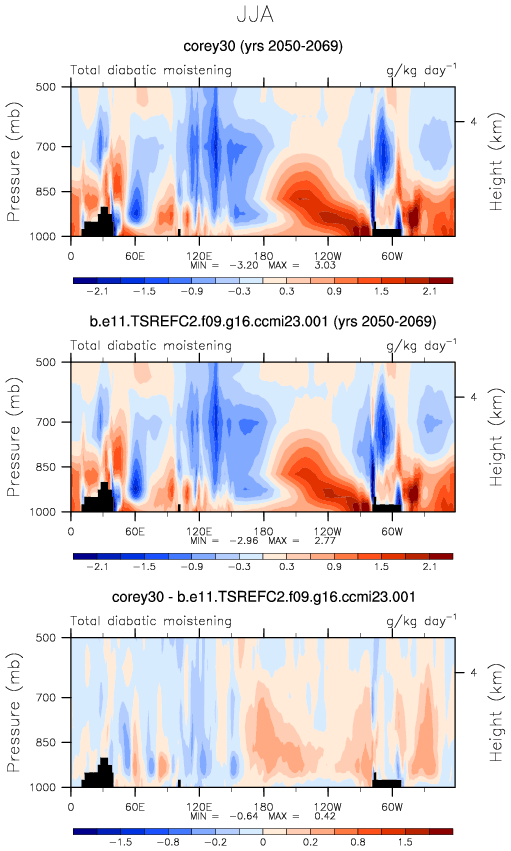 JJA
corey30 (yrs 2050-2069)
Total diabatic moistening g/kg day⁻¹
500
700
850
1000
Pressure (mb)
4
Height (km)
0 60E 120E 180 120W 60W
MIN = −3.20 MAX = 3.03
−2.1 −1.5 −0.9 −0.3 0.3 0.9 1.5 2.1
b.e11.TSREFC2.f09.g16.ccmi23.001 (yrs 2050-2069)
Total diabatic moistening g/kg day⁻¹
500
700
850
1000
Pressure (mb)
4
Height (km)
0 60E 120E 180 120W 60W
MIN = −2.96 MAX = 2.77
−2.1 −1.5 −0.9 −0.3 0.3 0.9 1.5 2.1
corey30 - b.e11.TSREFC2.f09.g16.ccmi23.001
Total diabatic moistening g/kg day⁻¹
500
700
850
1000
Pressure (mb)
4
Height (km)
0 60E 120E 180 120W 60W
MIN = −0.64 MAX = 0.42
−1.5 −0.8 −0.2 0 0.2 0.8 1.5